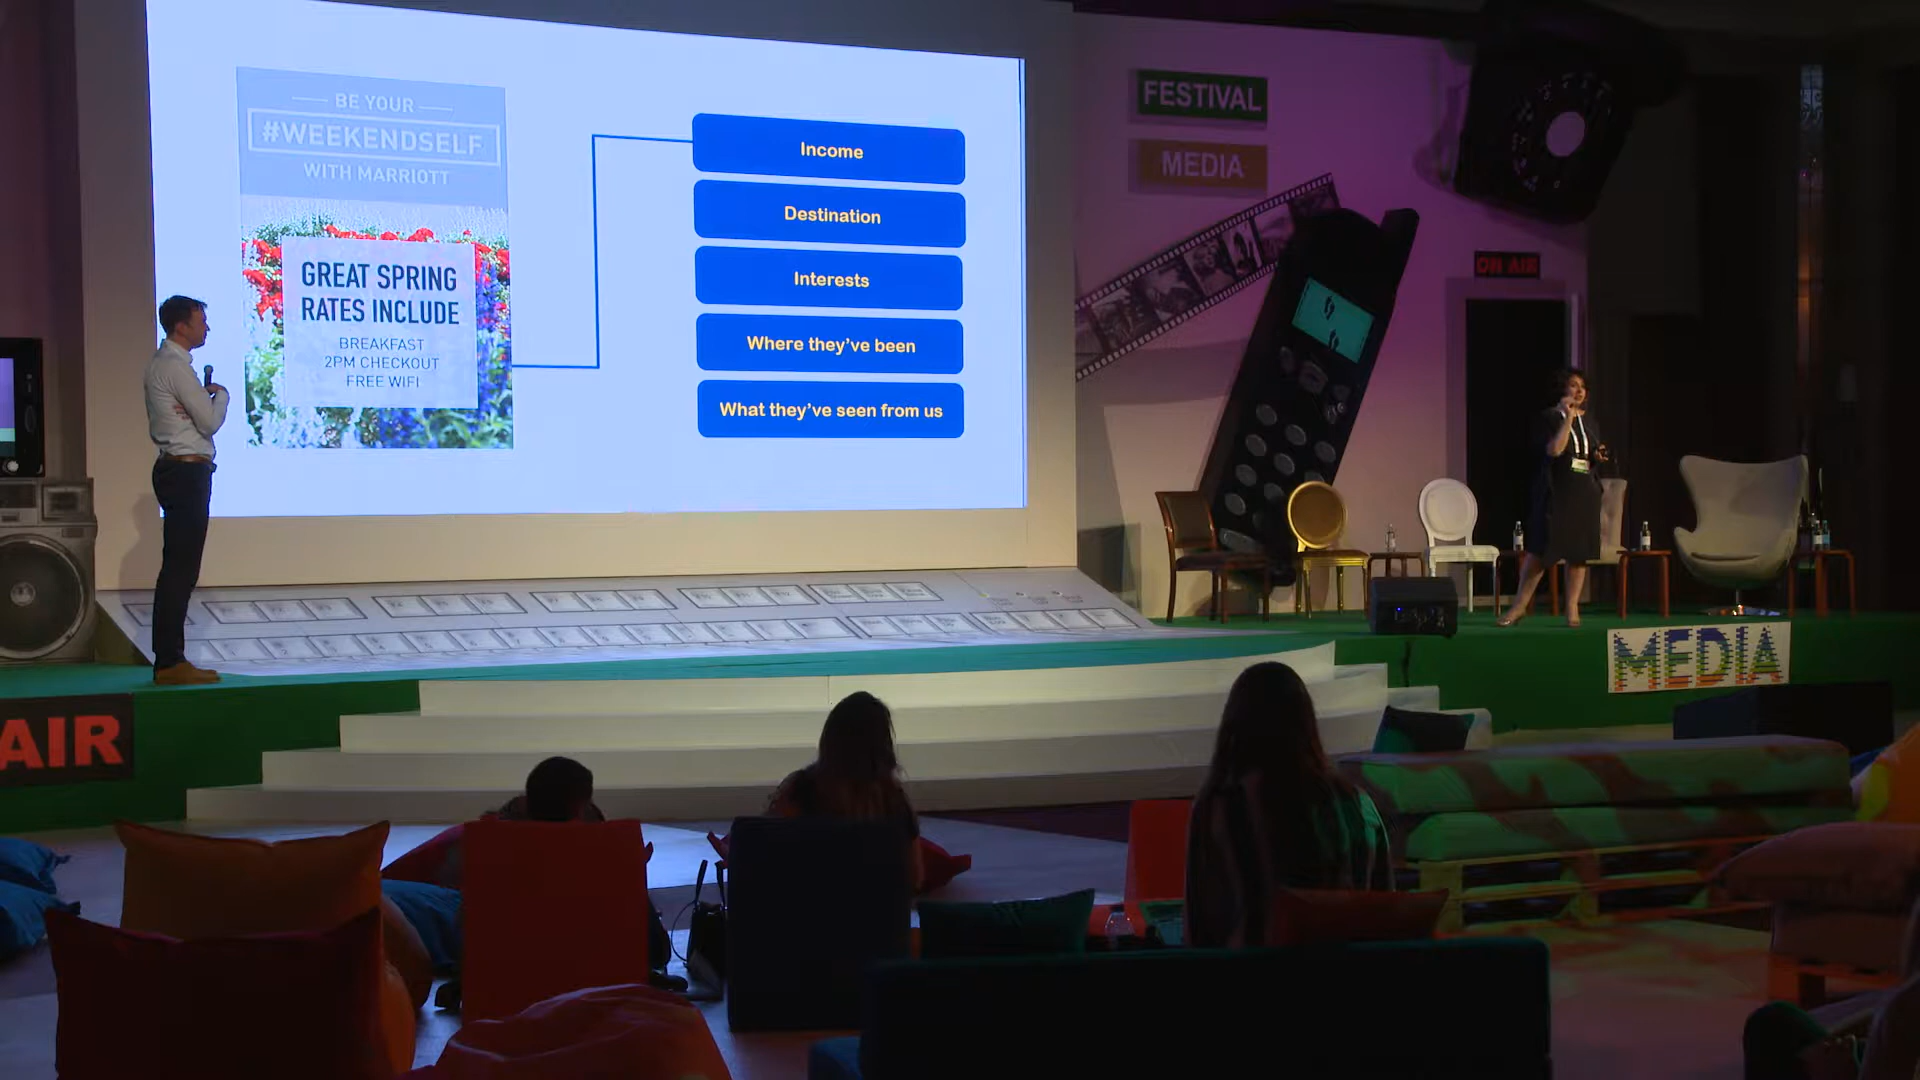 BE YOUR
#WEEKENDSELF
WITH MARRIOTT
GREAT SPRING
RATES INCLUDE
BREAKFAST
2PM CHECKOUT
FREE WIFI
Income
Destination
Interests
Where they've been
What they've seen from us
FESTIVAL
MEDIA
ON AIR
MEDIA
AIR